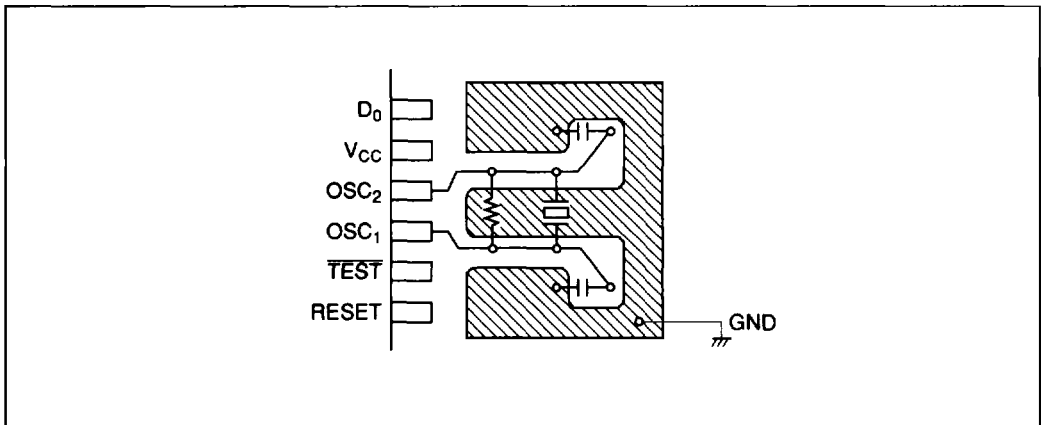 D0
VCC
OSC2
OSC1
TEST
RESET
GND